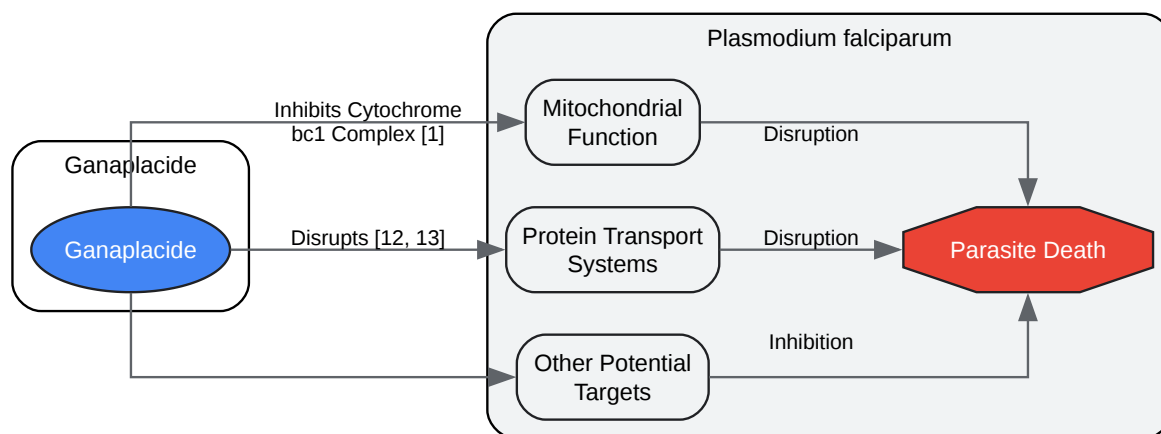 Plasmodium falciparum
Inhibits Cytochrome
bc1 Complex [1]
Mitochondrial
Function
Disruption
Ganaplacide
Ganaplacide
Disrupts [12, 13]
Protein Transport
Systems
Disruption
Parasite Death
Other Potential
Targets
Inhibition